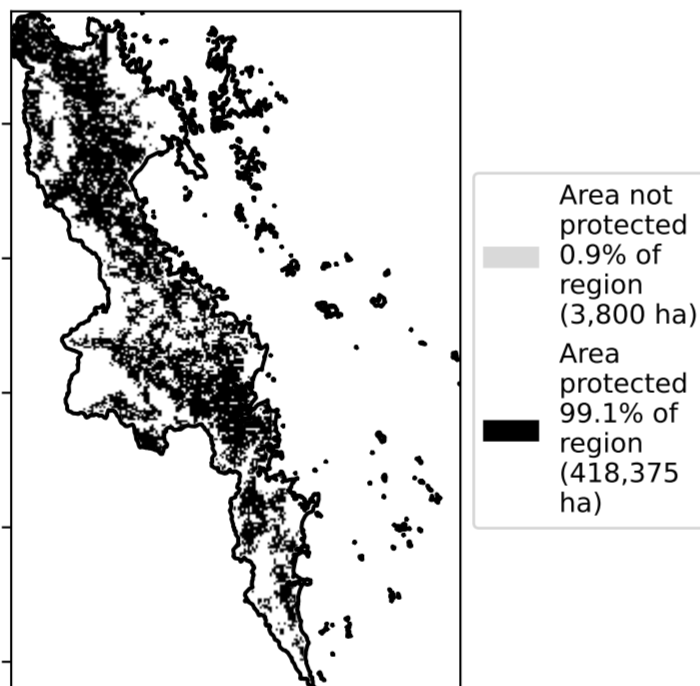 Area not
protected
0.9% of
region
(3,800 ha)
Area
protected
99.1% of
region
(418,375
ha)